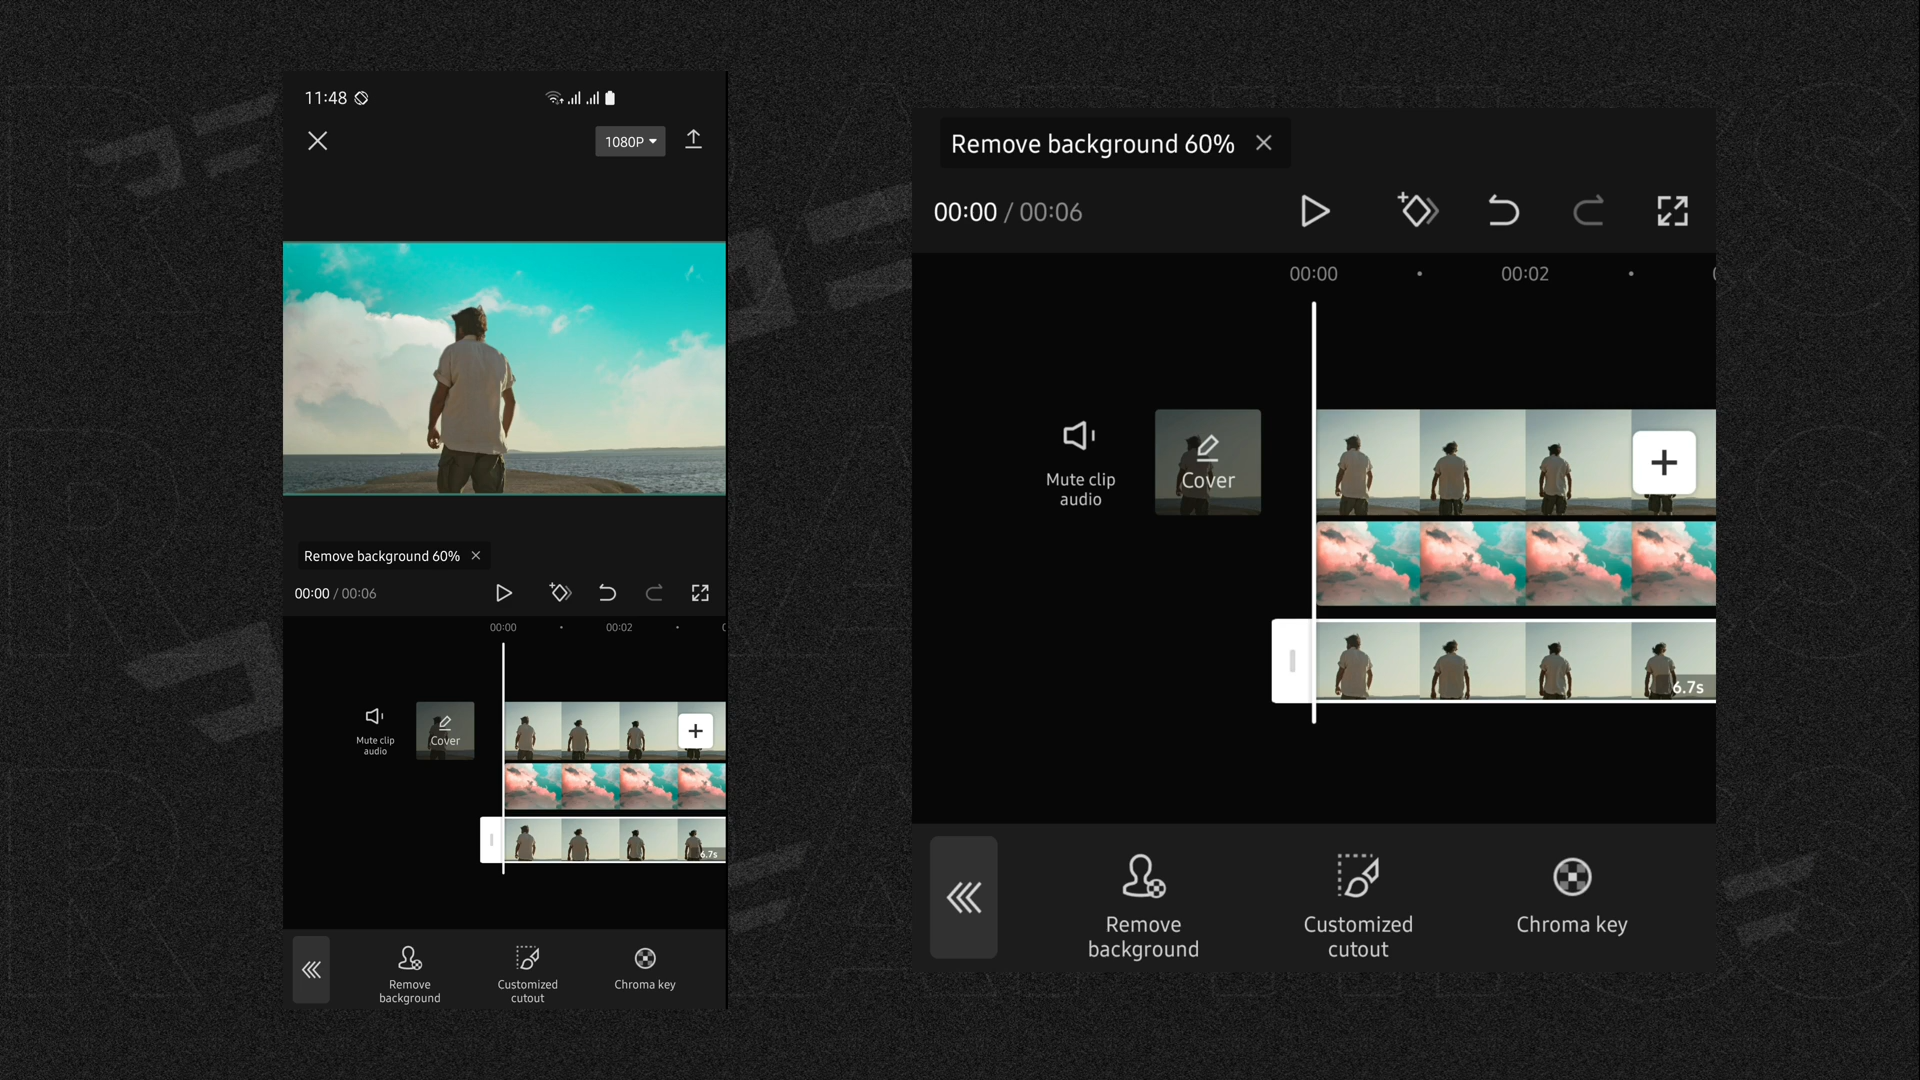 11:48
1080P
Remove background 60%
00:00 / 00:06
00:00
00:02
Mute clip
audio
Cover
6.7s
Remove
background
Customized
cutout
Chroma key
Remove background 60%
00:00 / 00:06
00:00
00:02
Mute clip
audio
Cover
6.7s
Remove
background
Customized
cutout
Chroma key